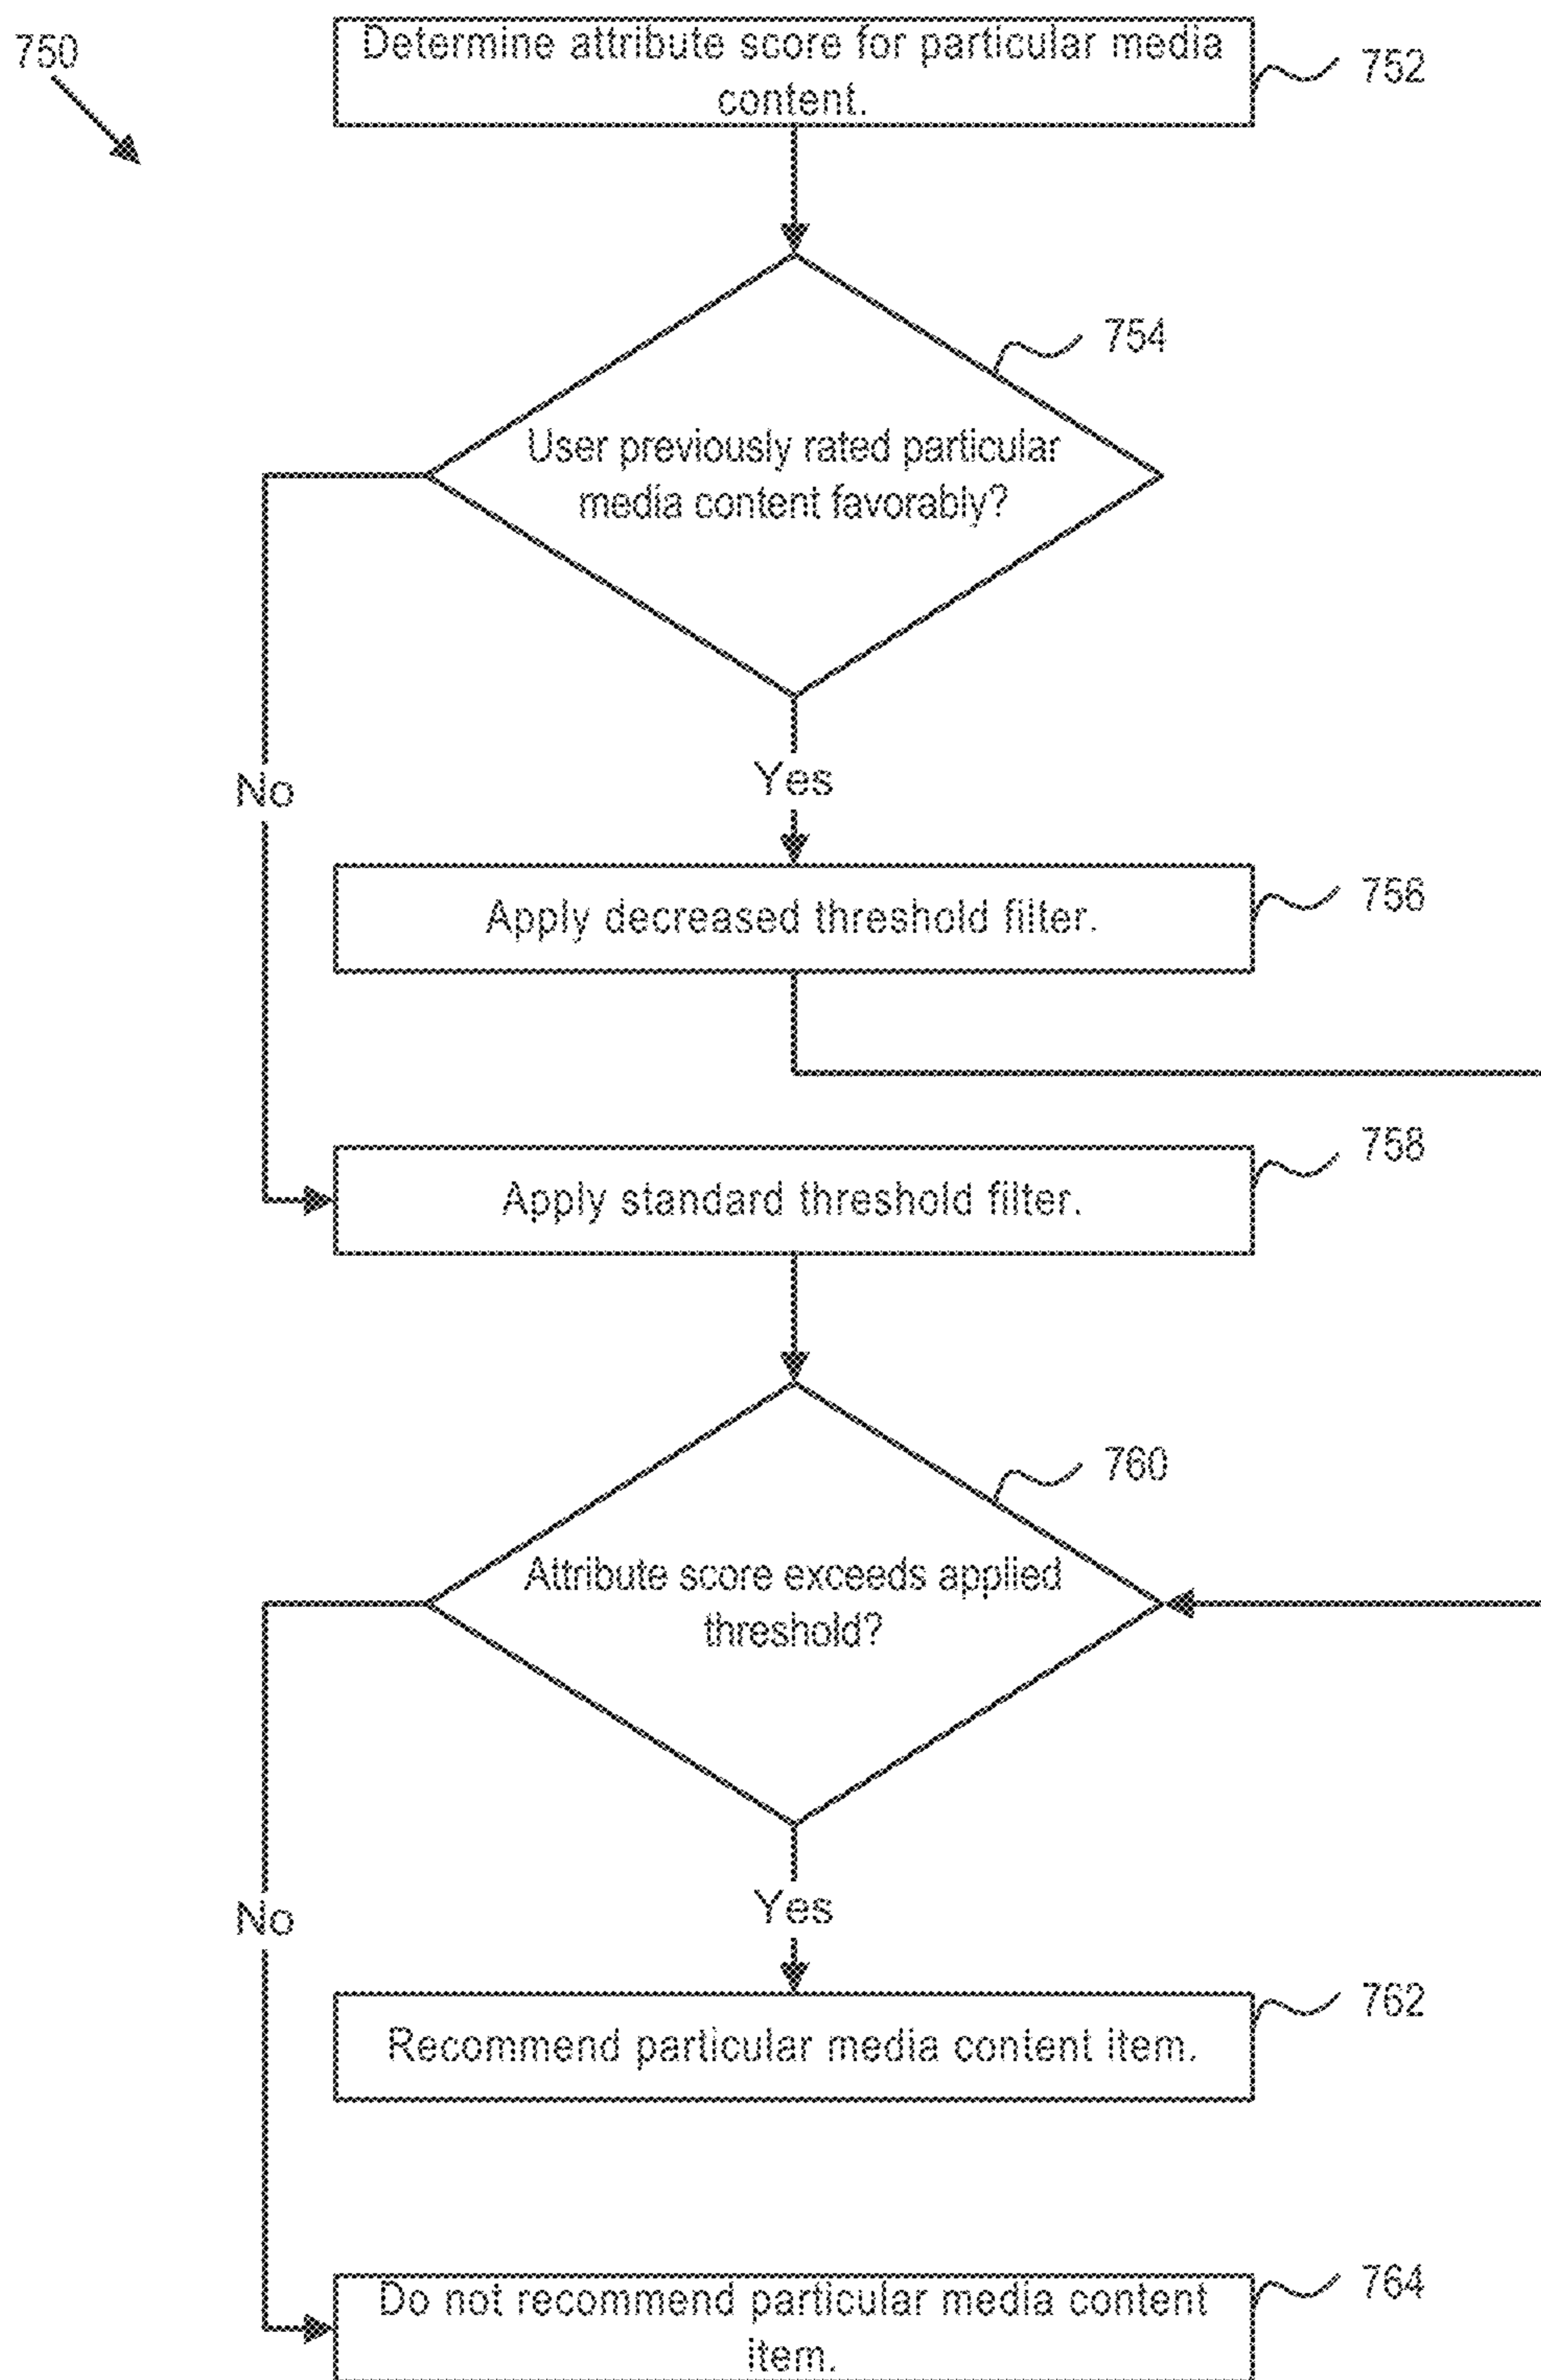 750
Determine attribute score for particular media
content.
752
754
User previously rated particular
media content favorably?
No
Yes
Apply decreased threshold filter.
756
758
Apply standard threshold filter.
760
Attribute score exceeds applied
threshold?
No
Yes
762
Recommend particular media content item.
764
Do not recommend particular media content
item.